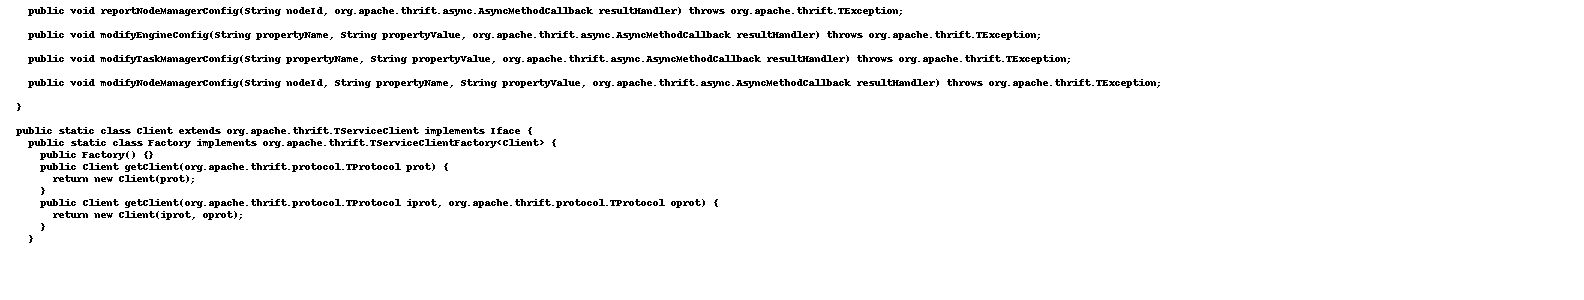 public void reportNodeManagerConfig(String nodeId, org.apache.thrift.async.AsyncMethodCallback resultHandler) throws org.apache.thrift.TException;
public void modifyEngineConfig(String propertyName, String propertyValue, org.apache.thrift.async.AsyncMethodCallback resultHandler) throws org.apache.thrift.TException;
public void modifyTaskManagerConfig(String propertyName, String propertyValue, org.apache.thrift.async.AsyncMethodCallback resultHandler) throws org.apache.thrift.TException;
public void modifyNodeManagerConfig(String nodeId, String propertyName, String propertyValue, org.apache.thrift.async.AsyncMethodCallback resultHandler) throws org.apache.thrift.TException;
}
public static class Client extends org.apache.thrift.TServiceClient implements Iface {
public static class Factory implements org.apache.thrift.TServiceClientFactory<Client> {
public Factory() {}
public Client getClient(org.apache.thrift.protocol.TProtocol prot) {
return new Client(prot);
}
public Client getClient(org.apache.thrift.protocol.TProtocol iprot, org.apache.thrift.protocol.TProtocol oprot) {
return new Client(iprot, oprot);
}
}